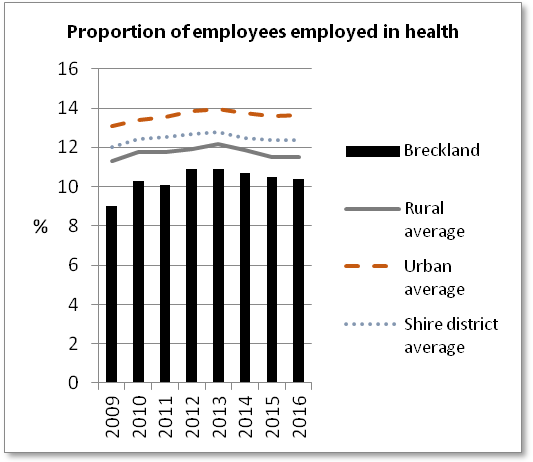 Proportion of employees employed in health
16
14
12
10
8
6
4
2
0
%
2009
2010
2011
2012
2013
2014
2015
2016
Breckland
Rural
average
Urban
average
Shire district
average